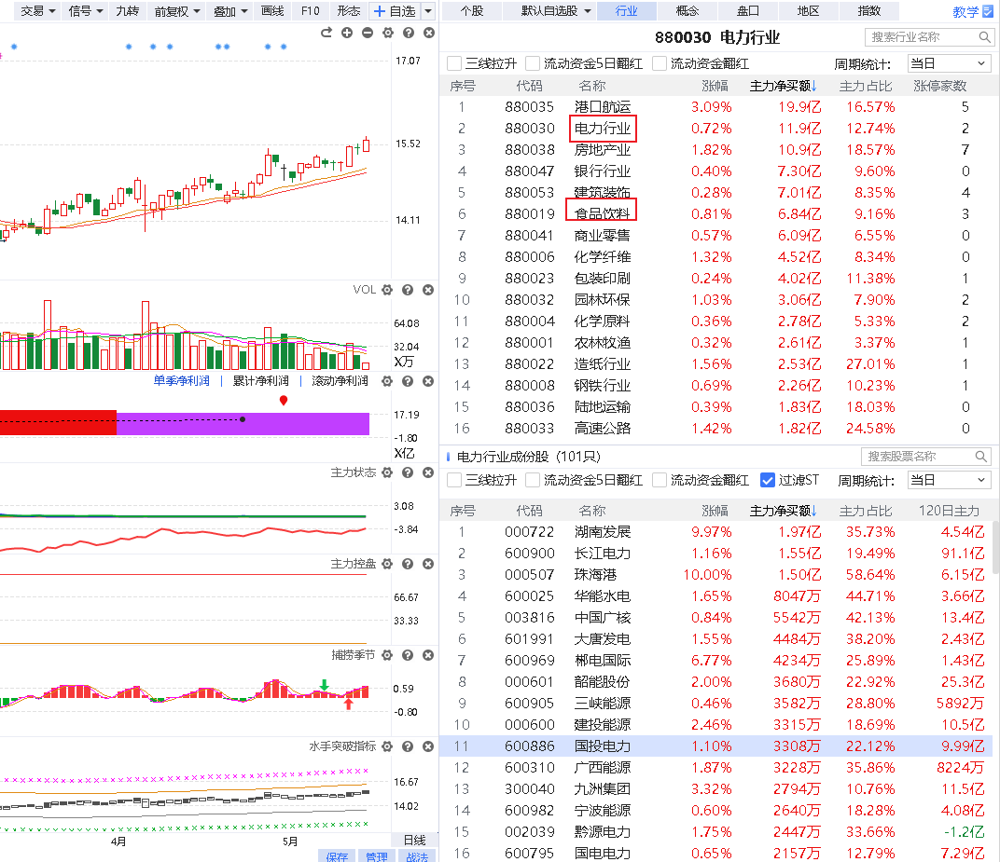 交易 信号 九转 前复权 叠加 画线 F10 形态 自选
17.07
15.52
14.11
VOL
64.08
32.04
X万
单季净利润 | 累计净利润 | 滚动净利润
17.19
-1.80
X亿
主力状态
3.08
-3.84
主力控盘
66.67
33.33
捕捞季节
0.59
-0.80
水手突破指标
16.67
14.02
4月 5月 日线
保存 管理 战法
个股 默认自选股 行业 概念 盘口 地区 指数 教学
880030 电力行业 搜索行业名称
三线拉升 流动资金5日翻红 流动资金翻红 周期统计: 当日
序号 代码 名称 涨幅 主力净买额↓ 主力占比 涨停家数
1 880035 港口航运 3.09% 19.9亿 16.57% 5
2 880030 电力行业 0.72% 11.9亿 12.74% 2
3 880038 房地产业 1.82% 10.9亿 18.57% 7
4 880047 银行行业 0.40% 7.30亿 9.60% 0
5 880053 建筑装饰 0.28% 7.01亿 8.35% 4
6 880019 食品饮料 0.81% 6.84亿 9.16% 3
7 880041 商业零售 0.57% 6.09亿 6.55% 0
8 880006 化学纤维 1.32% 4.52亿 8.34% 0
9 880023 包装印刷 0.24% 4.02亿 11.38% 1
10 880032 园林环保 1.03% 3.06亿 7.90% 2
11 880004 化学原料 0.36% 2.78亿 5.33% 2
12 880001 农林牧渔 0.32% 2.61亿 3.37% 1
13 880022 造纸行业 1.56% 2.53亿 27.01% 1
14 880008 钢铁行业 0.69% 2.26亿 10.23% 1
15 880036 陆地运输 0.39% 1.83亿 18.03% 0
16 880033 高速公路 1.42% 1.82亿 24.58% 0
电力行业成份股 (101只) 搜索股票名称
三线拉升 流动资金5日翻红 流动资金翻红 过滤ST 周期统计: 当日
序号 代码 名称 涨幅 主力净买额↓ 主力占比 120日主力
1 000722 湖南发展 9.97% 1.97亿 35.73% 4.54亿
2 600900 长江电力 1.16% 1.55亿 19.49% 91.1亿
3 000507 珠海港 10.00% 1.50亿 58.64% 6.15亿
4 600025 华能水电 1.65% 8047万 44.71% 3.66亿
5 003816 中国广核 0.84% 5542万 42.13% 13.4亿
6 601991 大唐发电 1.55% 4484万 38.20% 2.43亿
7 600969 郴电国际 6.77% 4234万 25.89% 1.43亿
8 000601 韶能股份 2.00% 3680万 22.92% 25.3亿
9 600905 三峡能源 0.46% 3582万 28.80% 5892万
10 000600 建投能源 2.46% 3315万 18.69% 10.5亿
11 600886 国投电力 1.10% 3308万 22.12% 9.99亿
12 600310 广西能源 1.87% 3228万 35.86% 8224万
13 300040 九洲集团 3.32% 2794万 10.76% 11.5亿
14 600982 宁波能源 0.60% 2640万 18.28% 4.08亿
15 002039 黔源电力 1.75% 2447万 33.66% -1.2亿
16 600795 国电电力 0.65% 2157万 12.79% 7.29亿